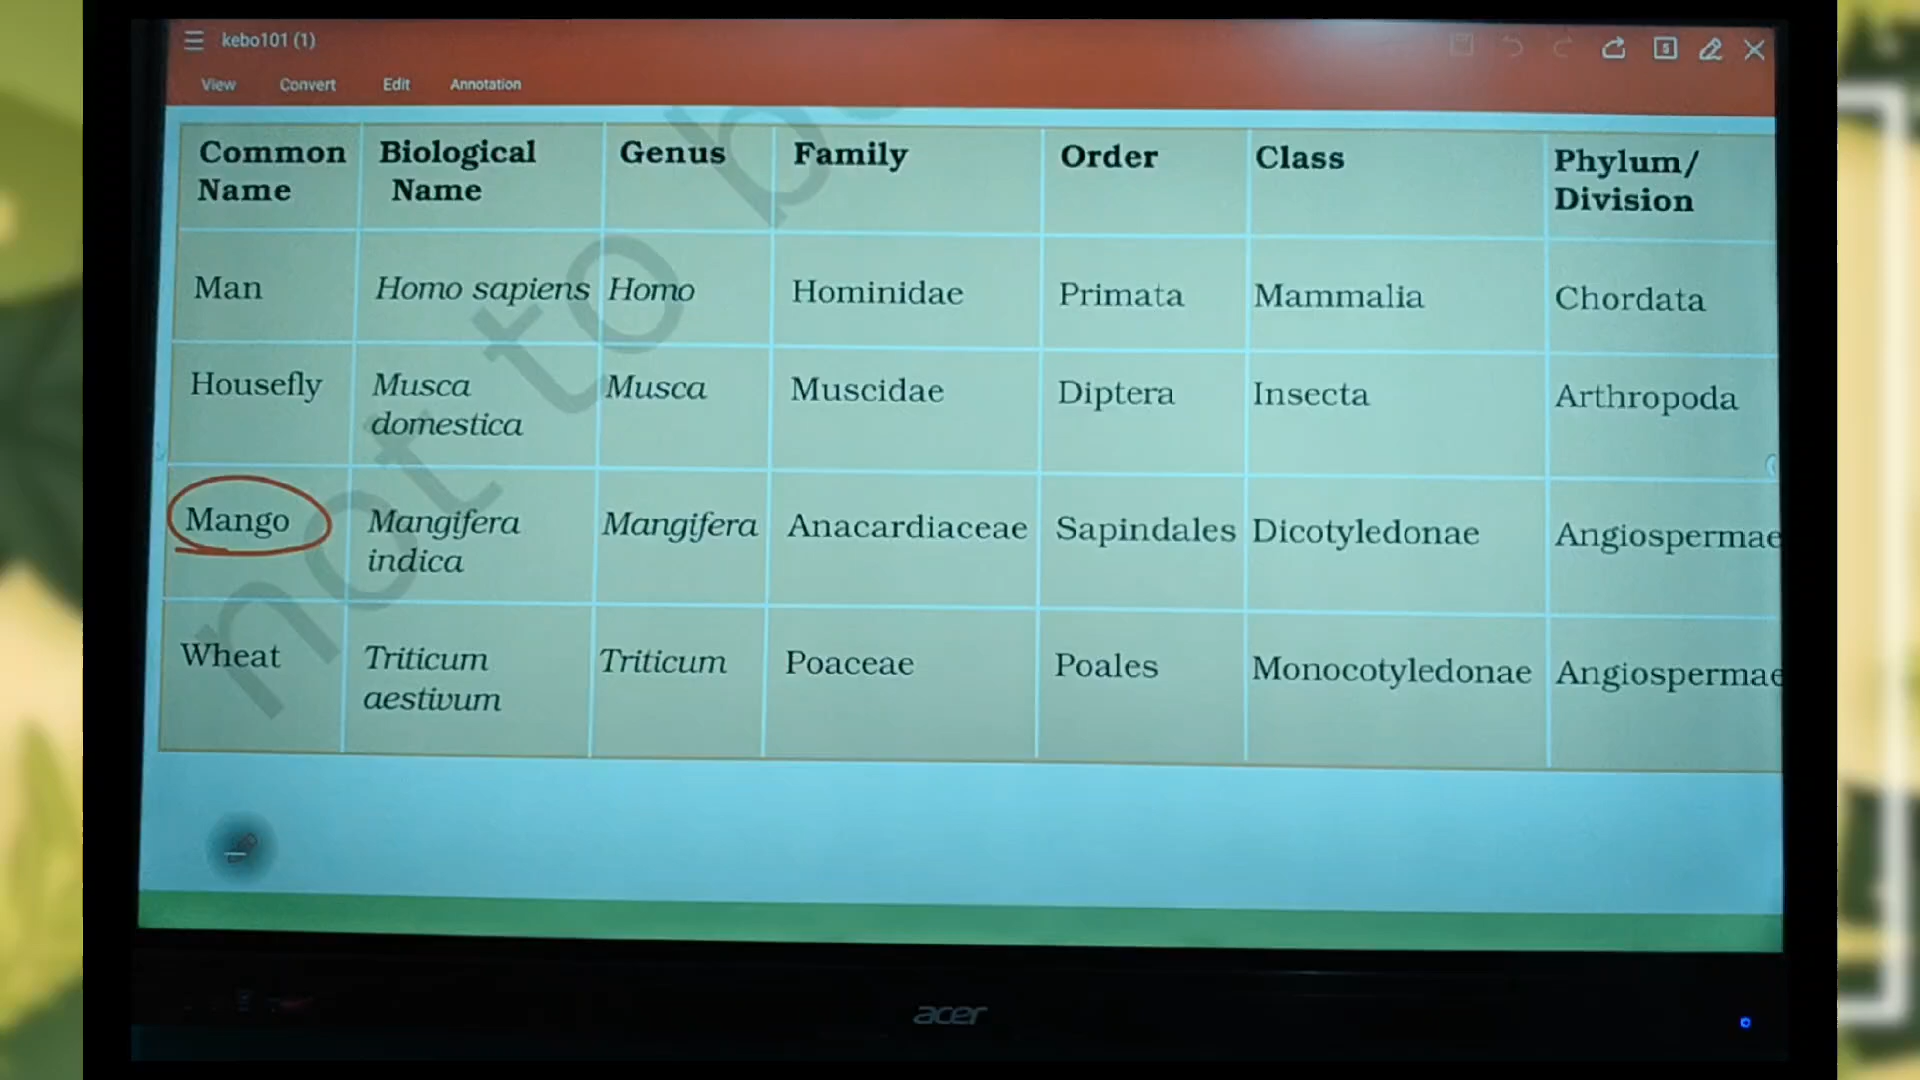 kebo101 (1)
View Convert Edit Annotation
Common Name Biological Name Genus Family Order Class Phylum/ Division
Man Homo sapiens Homo Hominidae Primata Mammalia Chordata
Housefly Musca domestica Musca Muscidae Diptera Insecta Arthropoda
Mango Mangifera indica Mangifera Anacardiaceae Sapindales Dicotyledonae Angiospermae
Wheat Triticum aestivum Triticum Poaceae Poales Monocotyledonae Angiospermae
not to b
acer